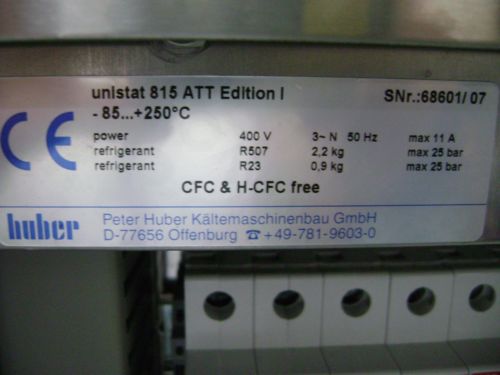 unistat 815 ATT Edition I SNr.:68601/ 07
- 85...+250°C
power 400 V 3~ N 50 Hz max 11 A
refrigerant R507 2,2 kg max 25 bar
refrigerant R23 0,9 kg max 25 bar
CFC & H-CFC free
CE
huber Peter Huber Kältemaschinenbau GmbH
D-77656 Offenburg ☎+49-781-9603-0